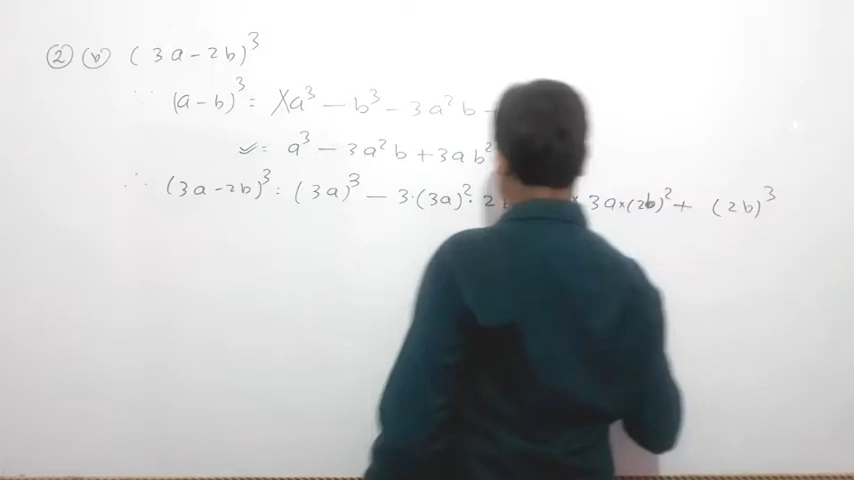 ② ⓥ (3a-2b)³
∵ (a-b)³ = a³ - b³ - 3a²b
= a³ - 3a²b + 3ab²
∴ (3a-2b)³ = (3a)³ - 3·(3a)²· 2 × 3a×(2b)² + (2b)³